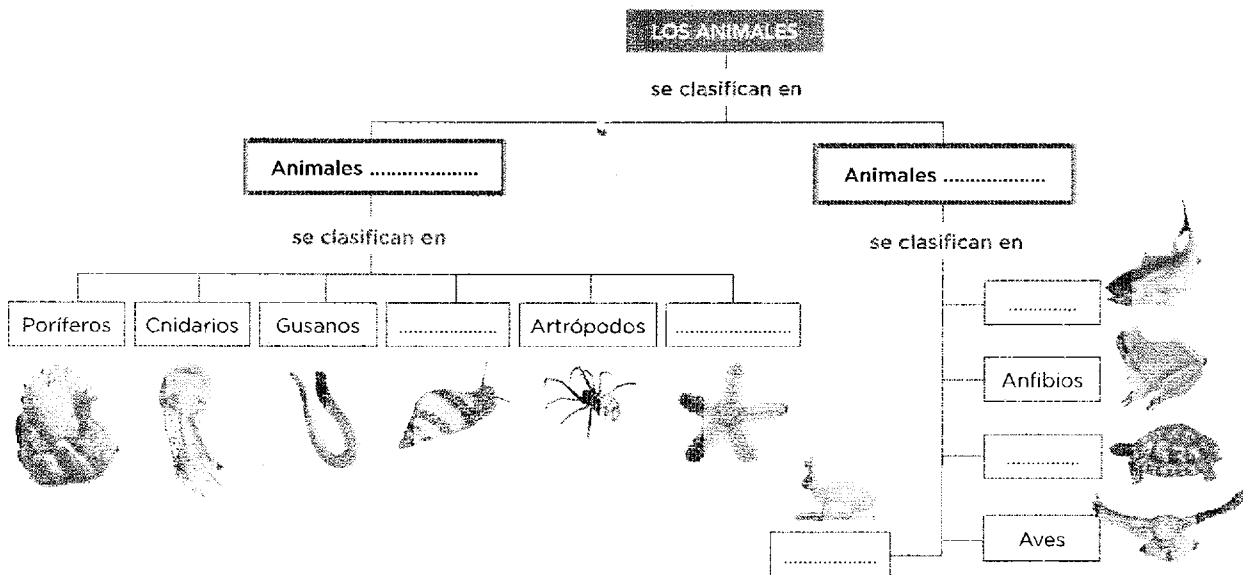 LOS ANIMALES
se clasifican en
Animales ....................
Animales ...................
se clasifican en
se clasifican en
Poríferos
Cnidarios
Gusanos
..................
Artrópodos
.....................
.............
Anfibios
.............
Aves
......................